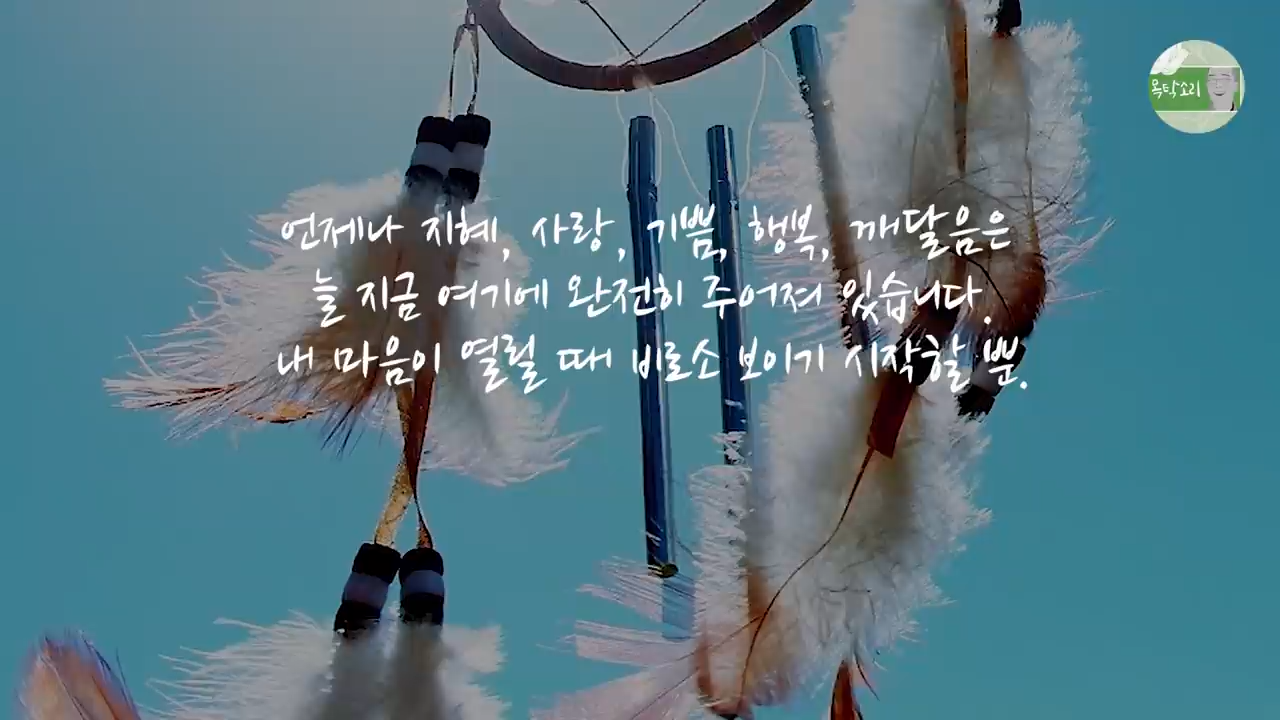 목탁소리
언제나 지혜, 사랑, 기쁨, 행복, 깨달음은
늘 지금 여기에 완전히 주어져 있습니다.
내 마음이 열릴 때 비로소 보이기 시작할 뿐.